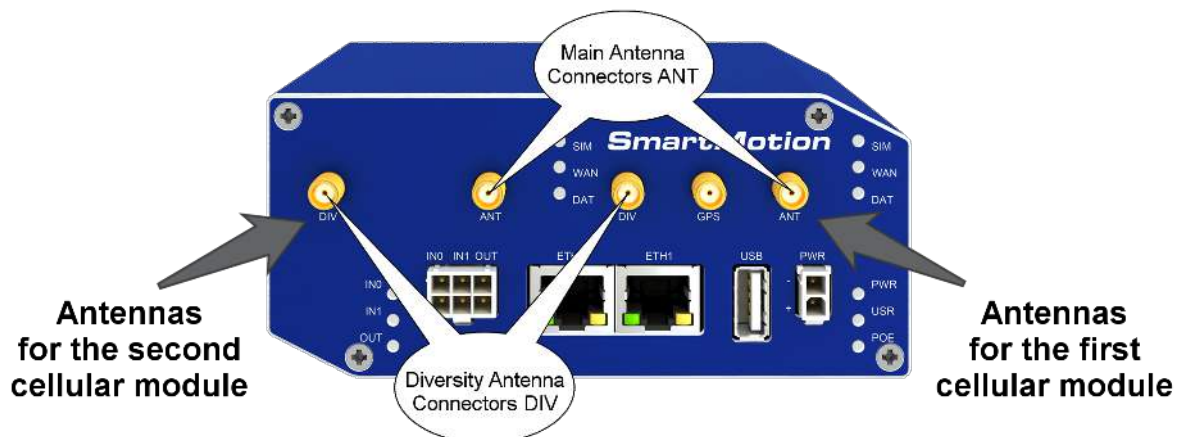 Main Antenna
Connectors ANT
SmartMotion
SIM
SIM
WAN
WAN
DAT
DAT
DIV
ANT
DIV
GPS
ANT
IN0 IN1 OUT
ETH1
USB
PWR
IN0
IN1
OUT
-
+
PWR
USR
POE
Antennas
for the second
cellular module
Diversity Antenna
Connectors DIV
Antennas
for the first
cellular module